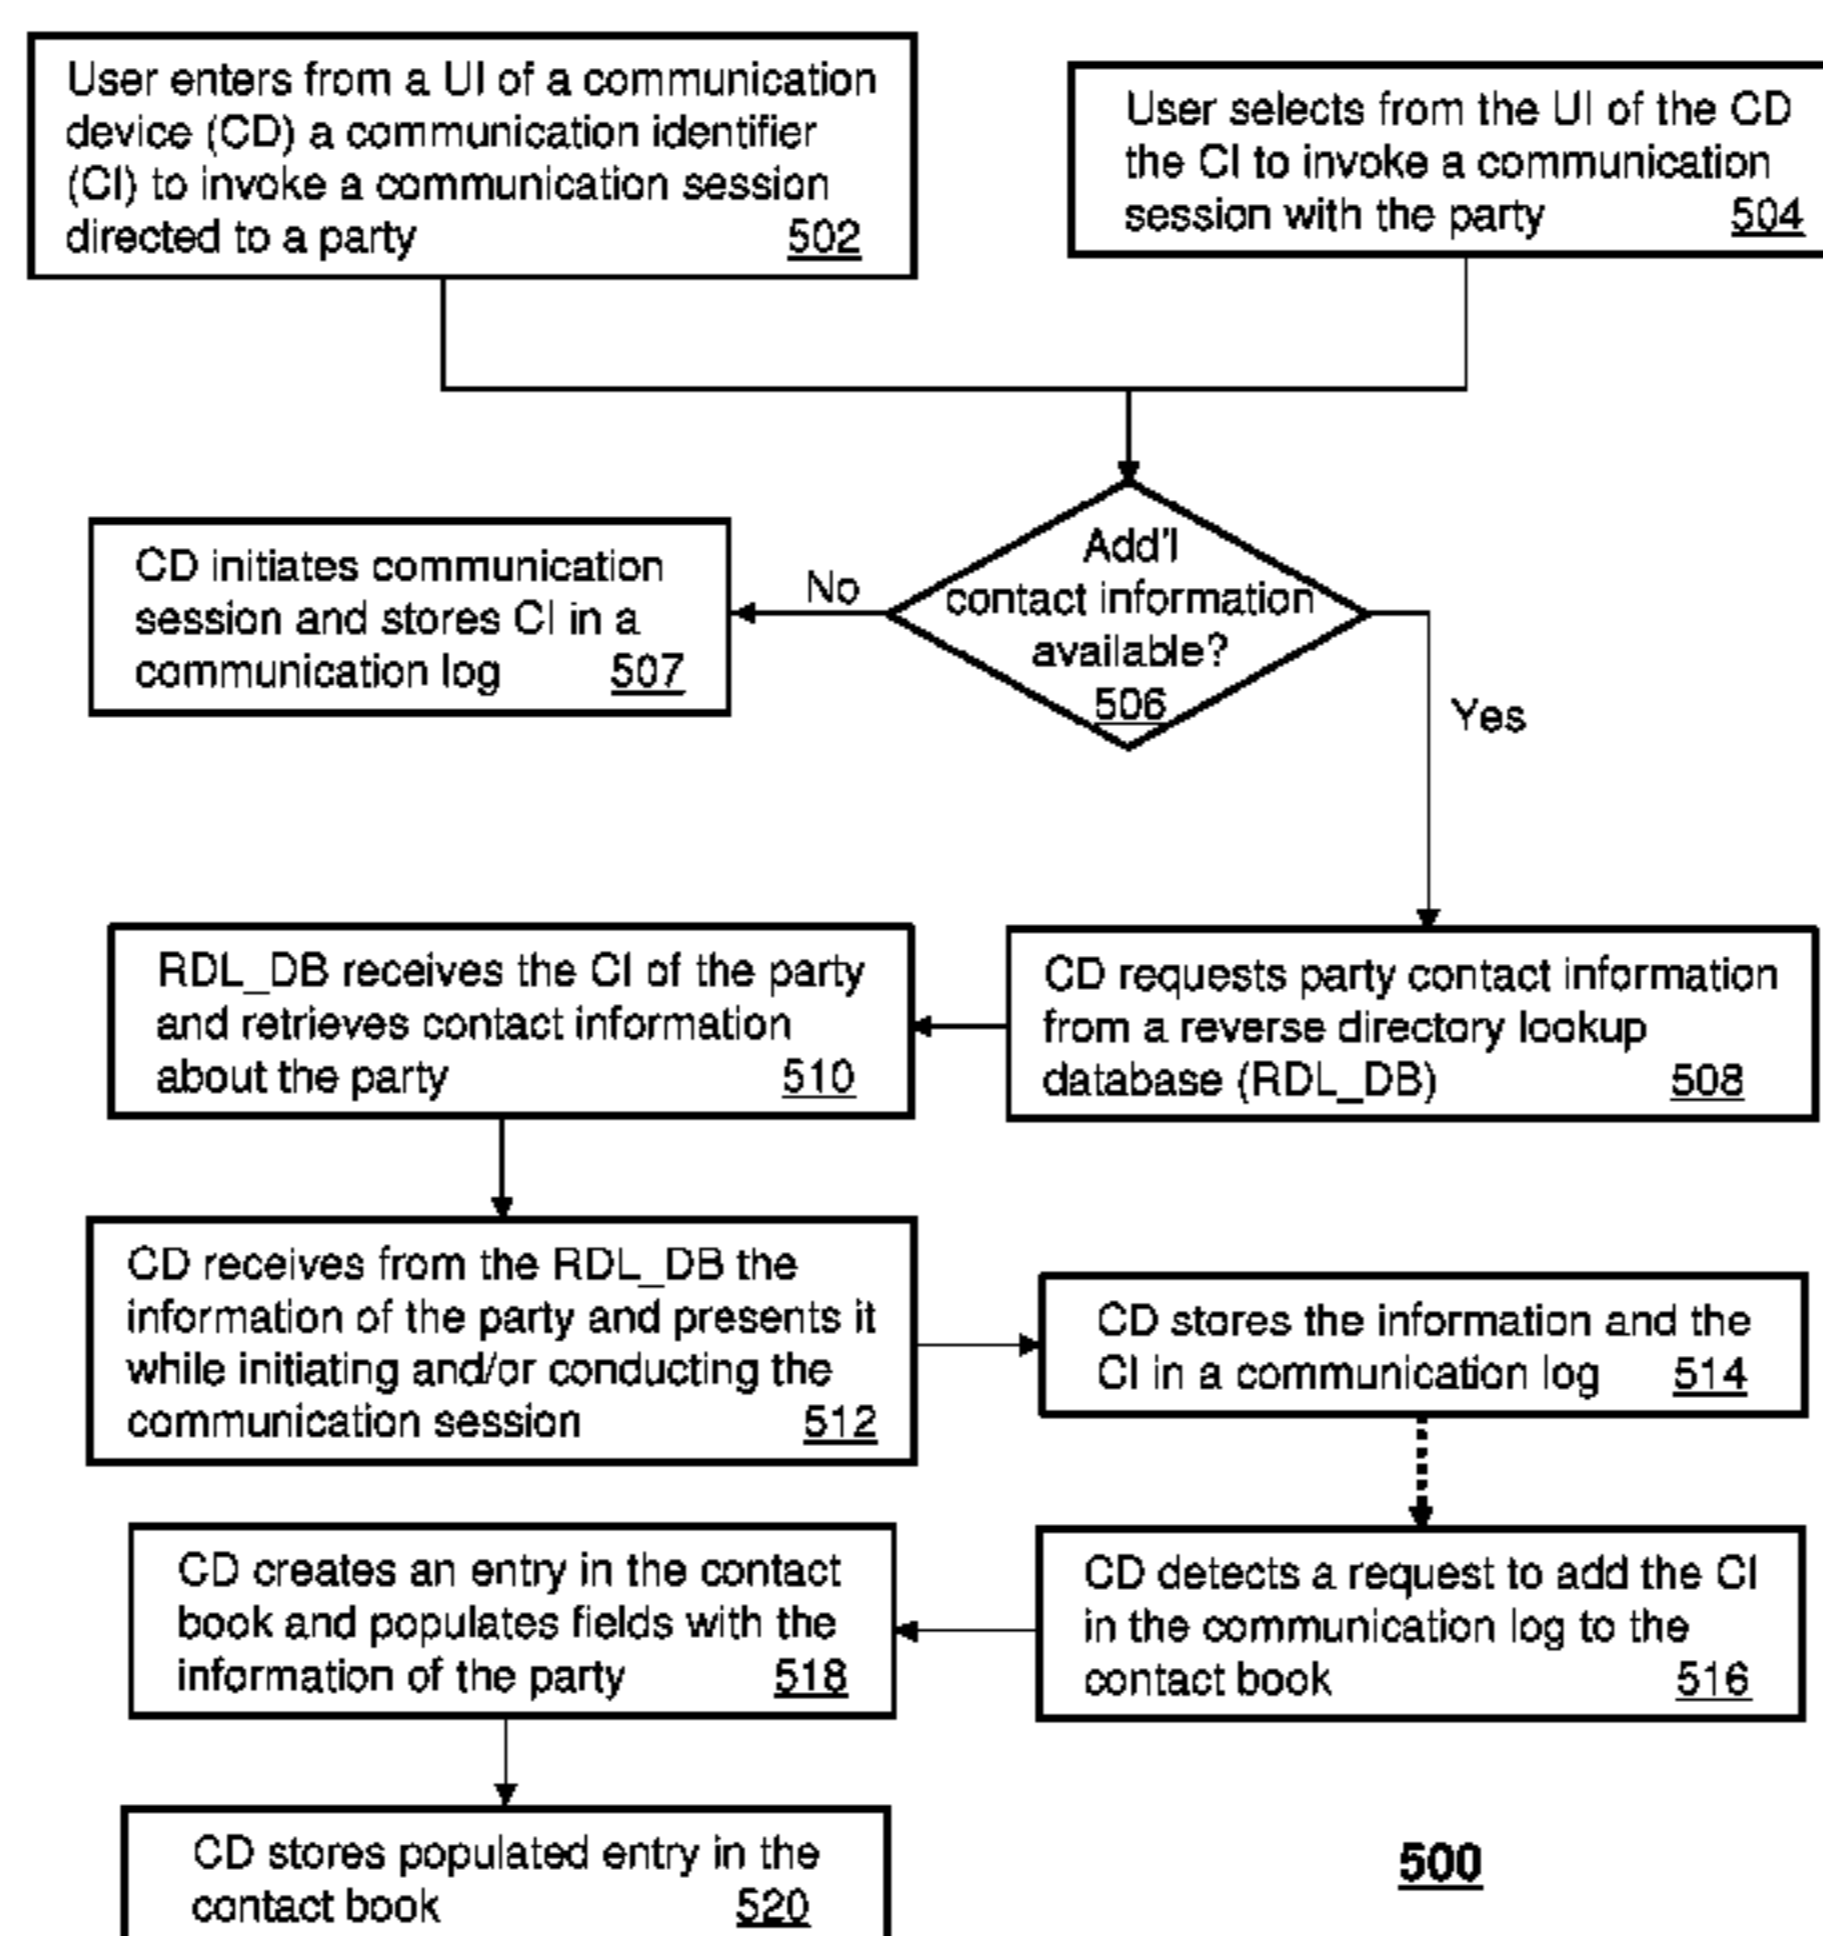 User enters from a UI of a communication
device (CD) a communication identifier
(CI) to invoke a communication session
directed to a party 502
User selects from the UI of the CD
the CI to invoke a communication
session with the party 504
Add'l
contact information
available?
506
No
Yes
CD initiates communication
session and stores CI in a
communication log 507
CD requests party contact information
from a reverse directory lookup
database (RDL_DB) 508
RDL_DB receives the CI of the party
and retrieves contact information
about the party 510
CD receives from the RDL_DB the
information of the party and presents it
while initiating and/or conducting the
communication session 512
CD stores the information and the
CI in a communication log 514
CD detects a request to add the CI
in the communication log to the
contact book 516
CD creates an entry in the contact
book and populates fields with the
information of the party 518
CD stores populated entry in the
contact book 520
500